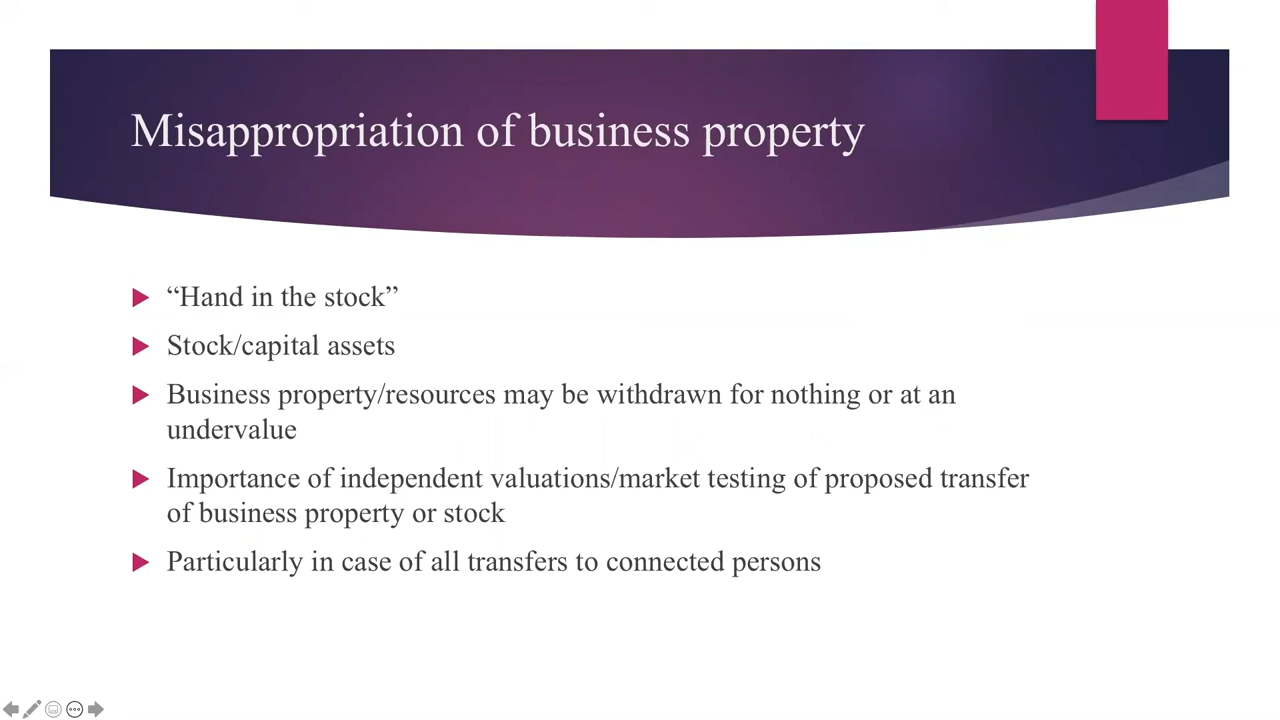 Misappropriation of business property
“Hand in the stock”
Stock/capital assets
Business property/resources may be withdrawn for nothing or at an
undervalue
Importance of independent valuations/market testing of proposed transfer
of business property or stock
Particularly in case of all transfers to connected persons